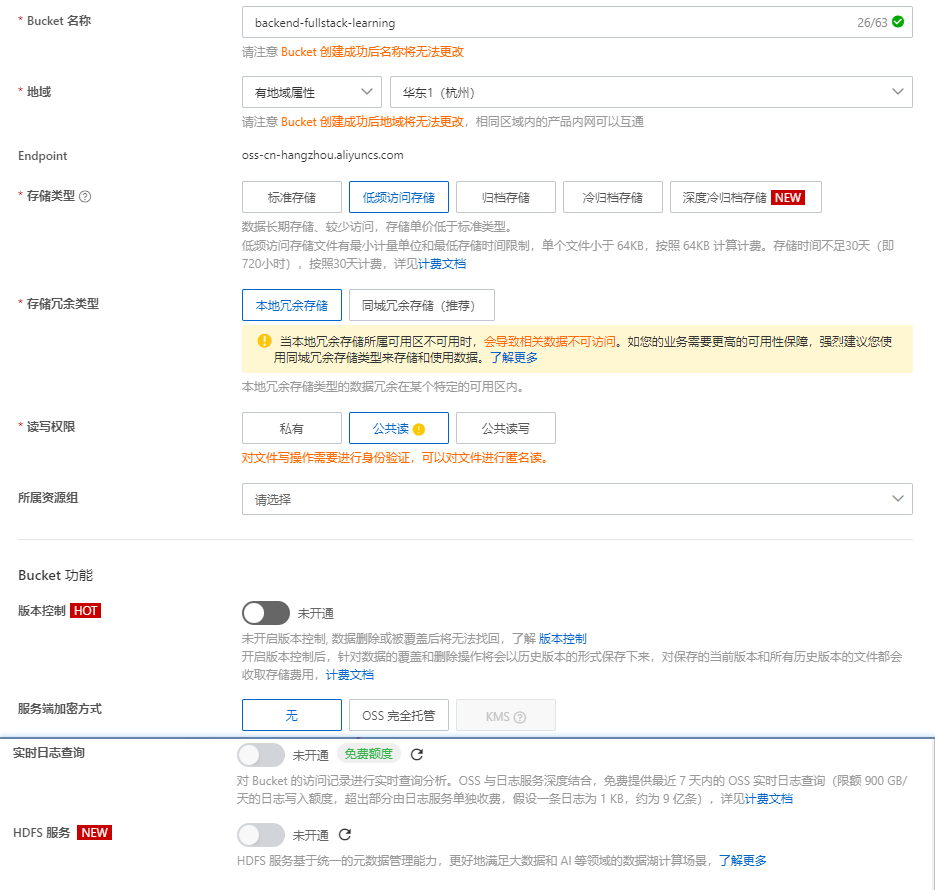 * Bucket 名称
backend-fullstack-learning 26/63
请注意 Bucket 创建成功后名称将无法更改
* 地域
有地域属性 华东1（杭州）
请注意 Bucket 创建成功后地域将无法更改，相同区域内的产品内网可以互通
Endpoint oss-cn-hangzhou.aliyuncs.com
* 存储类型 ?
标准存储 低频访问存储 归档存储 冷归档存储 深度冷归档存储 NEW
数据长期存储、较少访问，存储单价低于标准类型。
低频访问存储文件有最小计量单位和最低存储时间限制，单个文件小于 64KB，按照 64KB 计算计费。存储时间不足30天（即
720小时），按照30天计费，详见计费文档
* 存储冗余类型
本地冗余存储 同城冗余存储（推荐）
当本地冗余存储所属可用区不可用时，会导致相关数据不可访问。如您的业务需要更高的可用性保障，强烈建议您使
用同城冗余存储类型来存储和使用数据。了解更多
本地冗余存储类型的数据冗余在某个特定的可用区内。
* 读写权限
私有 公共读 公共读写
对文件写操作需要进行身份验证，可以对文件进行匿名读。
所属资源组
请选择
Bucket 功能
版本控制 HOT
未开通
未开启版本控制, 数据删除或被覆盖后将无法找回，了解 版本控制
开启版本控制后，针对数据的覆盖和删除操作将会以历史版本的形式保存下来，对保存的当前版本和所有历史版本的文件都会
收取存储费用，计费文档
服务端加密方式
无 OSS 完全托管 KMS ?
实时日志查询
未开通 免费额度
对 Bucket 的访问记录进行实时查询分析。OSS 与日志服务深度结合，免费提供最近 7 天内的 OSS 实时日志查询（限额 900 GB/
天的日志写入额度，超出部分由日志服务单独收费，假设一条日志为 1 KB，约为 9 亿条），详见计费文档
HDFS 服务 NEW
未开通
HDFS 服务基于统一的元数据管理能力，更好地满足大数据和 AI 等领域的数据湖计算场景，了解更多